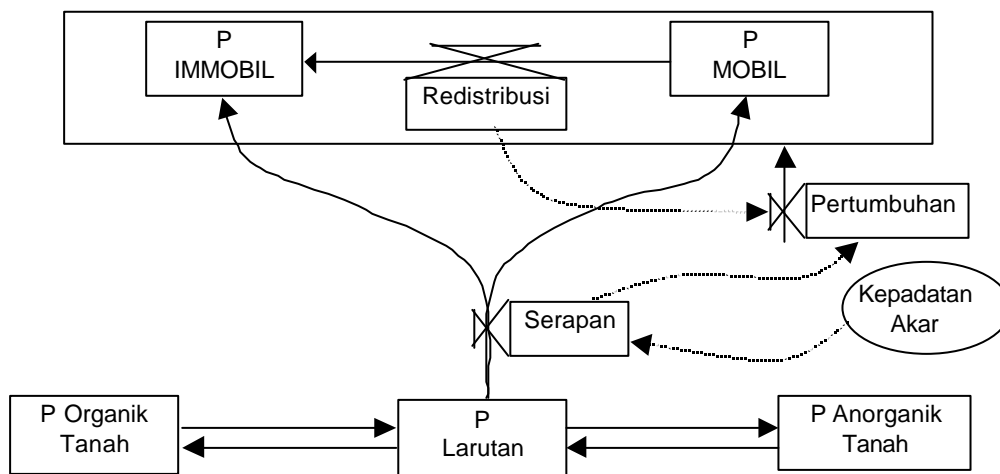 P
IMMOBIL
P
MOBIL
Redistribusi
Pertumbuhan
Kepadatan
Akar
Serapan
P Organik
Tanah
P
Larutan
P Anorganik
Tanah